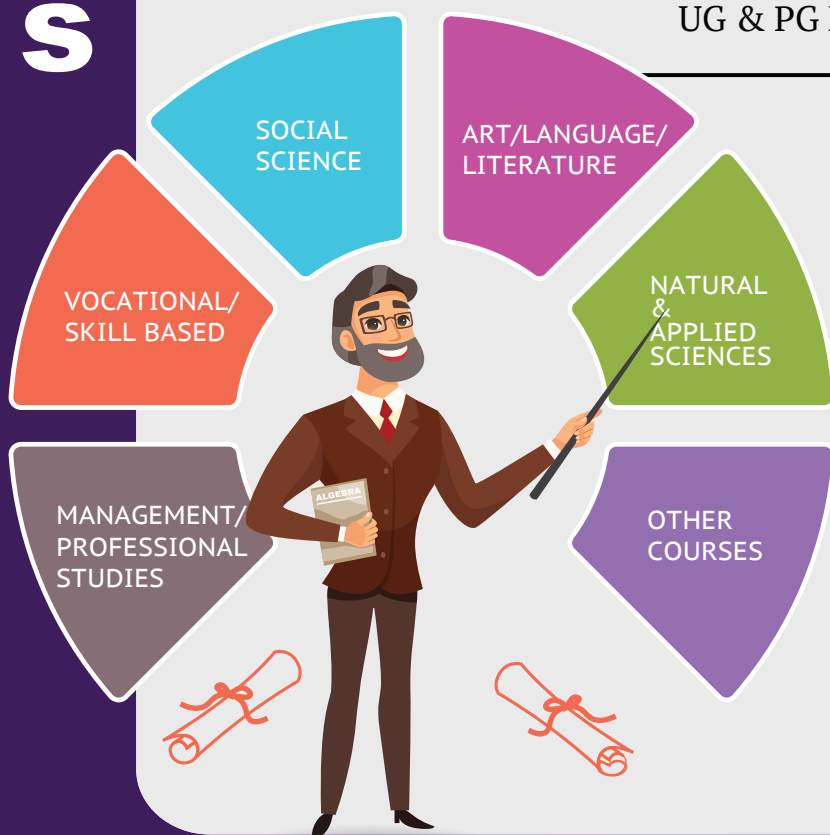 s
UG & PG
SOCIAL
SCIENCE
ART/LANGUAGE/
LITERATURE
VOCATIONAL/
SKILL BASED
NATURAL
&
APPLIED
SCIENCES
MANAGEMENT/
PROFESSIONAL
STUDIES
ALGEBRA
OTHER
COURSES